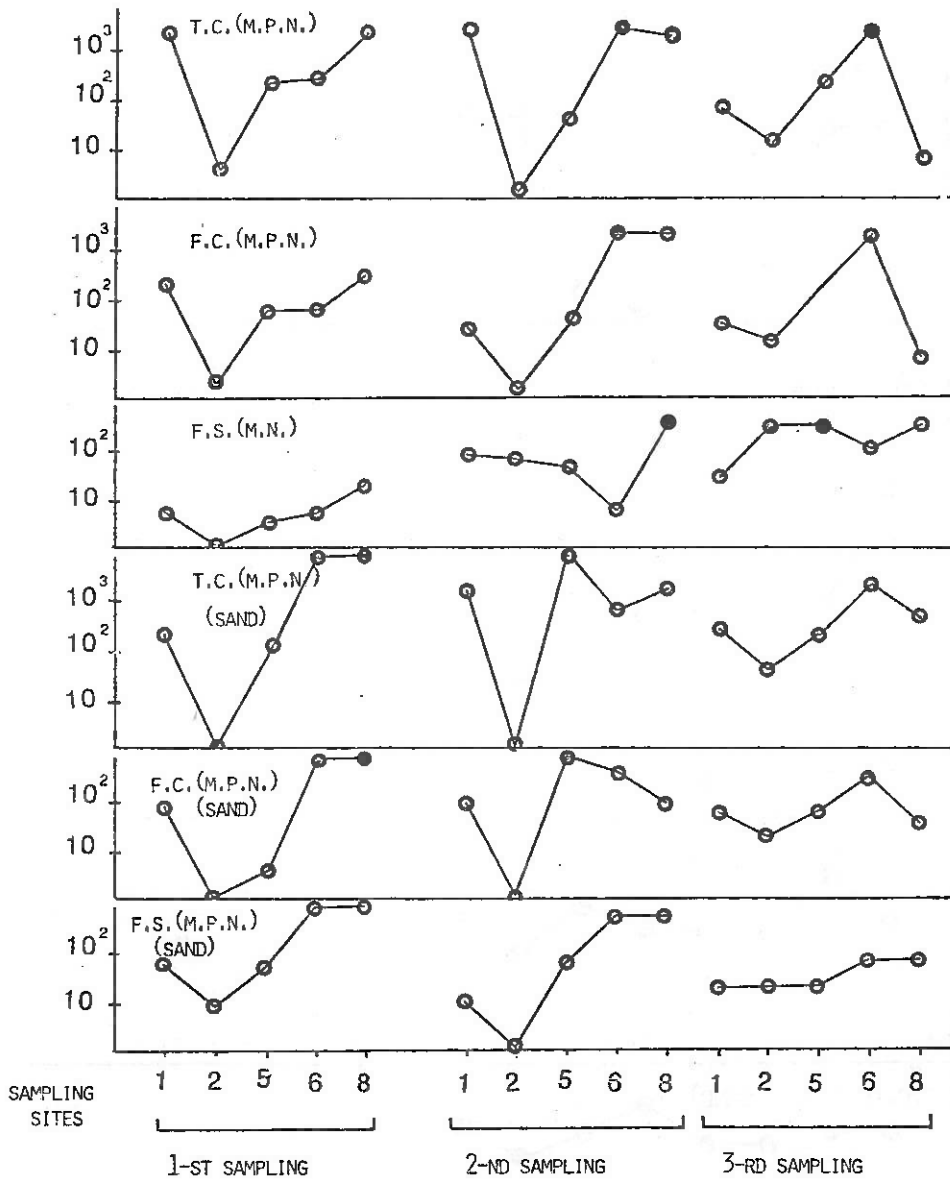 T.C.(M.P.N.)
10³
10²
10
F.C.(M.P.N.)
10³
10²
10
F.S.(M.N.)
10²
10
T.C.(M.P.N)
(SAND)
10³
10²
10
F.C.(M.P.N.)
(SAND)
10²
10
F.S.(M.P.N.)
(SAND)
10²
10
SAMPLING SITES
1 2 5 6 8 1 2 5 6 8 1 2 5 6 8
1-ST SAMPLING 2-ND SAMPLING 3-RD SAMPLING